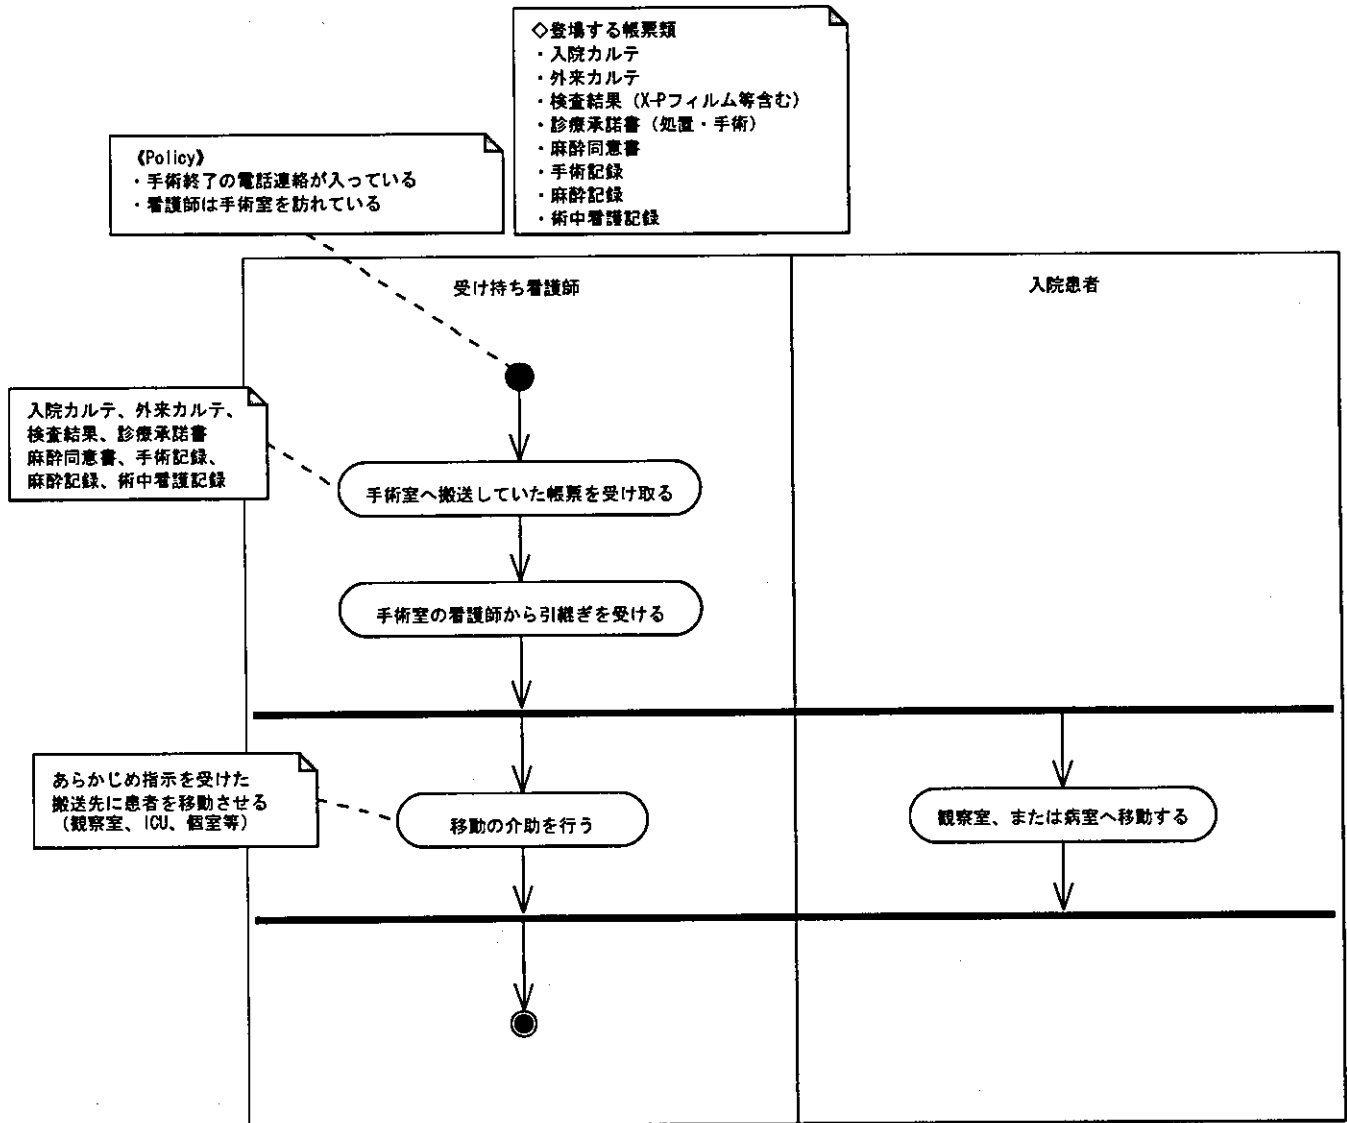 ◇登場する帳票類
・入院カルテ
・外来カルテ
・検査結果（X-Pフィルム等含む）
・診療承諾書（処置・手術）
・麻酔同意書
・手術記録
・麻酔記録
・術中看護記録
《Policy》
・手術終了の電話連絡が入っている
・看護師は手術室を訪れている
受け持ち看護師
入院患者
入院カルテ、外来カルテ、
検査結果、診療承諾書
麻酔同意書、手術記録、
麻酔記録、術中看護記録
手術室へ搬送していた帳票を受け取る
手術室の看護師から引継ぎを受ける
あらかじめ指示を受けた
搬送先に患者を移動させる
（観察室、ICU、個室等）
移動の介助を行う
観察室、または病室へ移動する